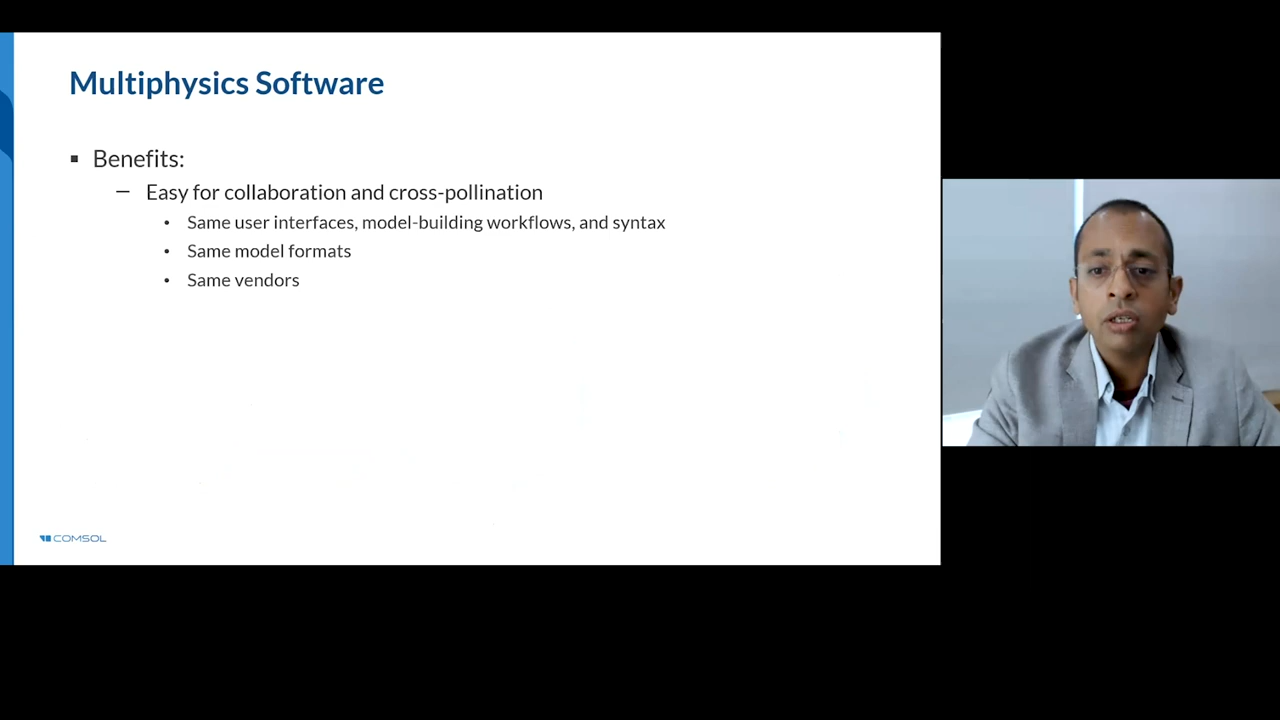 Multiphysics Software
▪ Benefits:
– Easy for collaboration and cross-pollination
• Same user interfaces, model-building workflows, and syntax
• Same model formats
• Same vendors
COMSOL